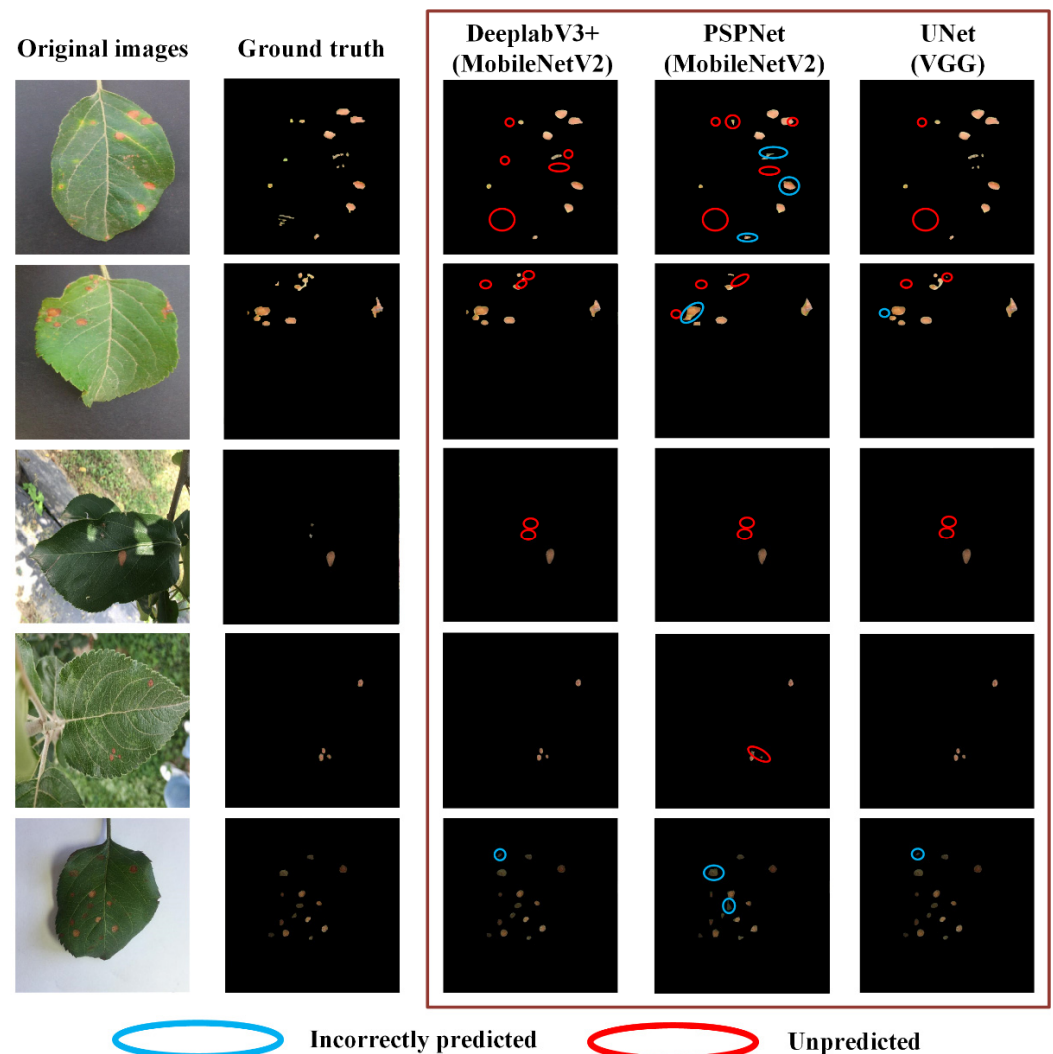 Original images
Ground truth
DeeplabV3+
(MobileNetV2)
PSPNet
(MobileNetV2)
UNet
(VGG)
Incorrectly predicted
Unpredicted